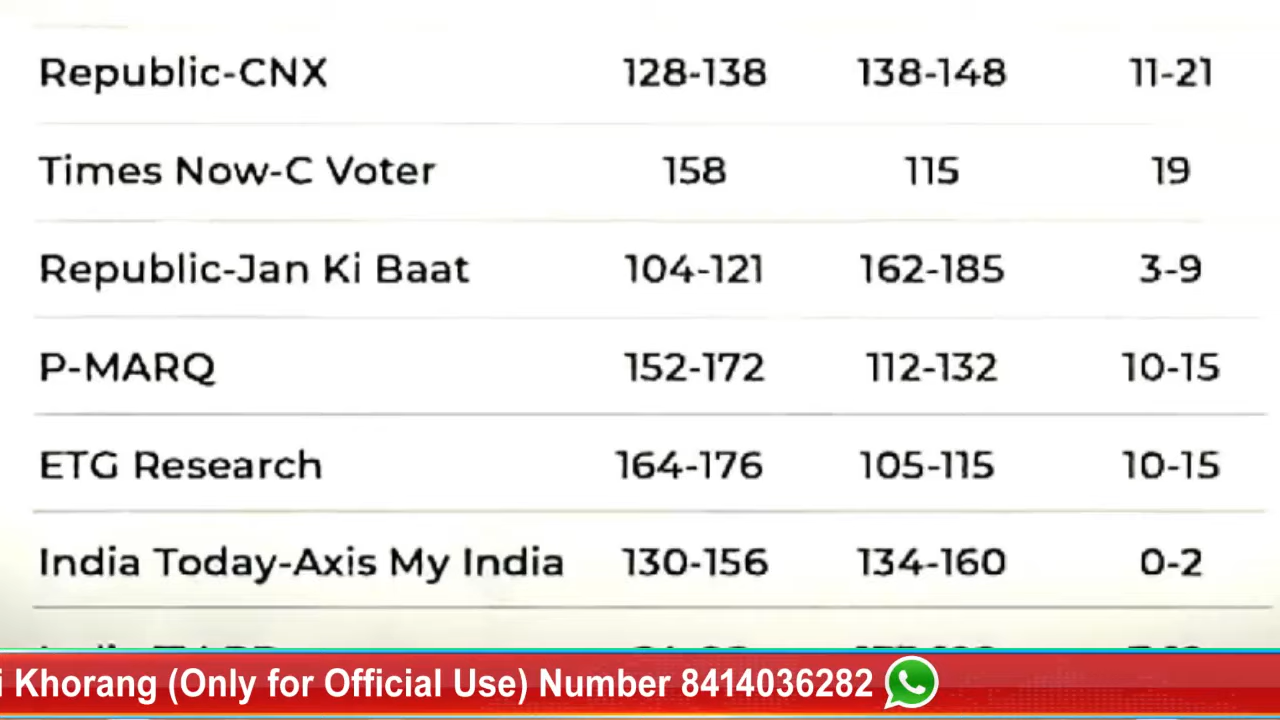 Republic-CNX 128-138 138-148 11-21
Times Now-C Voter 158 115 19
Republic-Jan Ki Baat 104-121 162-185 3-9
P-MARQ 152-172 112-132 10-15
ETG Research 164-176 105-115 10-15
India Today-Axis My India 130-156 134-160 0-2
i Khorang (Only for Official Use) Number 8414036282